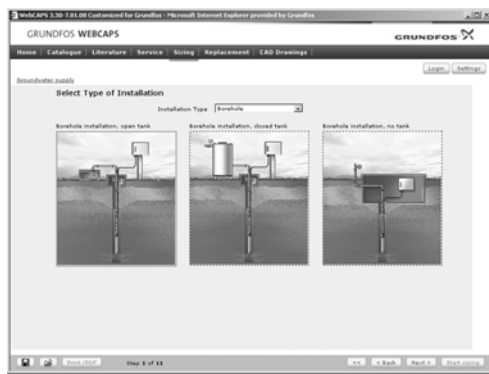 WebCAPS 3.30-7.01.08 Customized for Grundfos - Microsoft Internet Explorer provided by Grundfos
GRUNDFOS WEBCAPS
GRUNDFOS
Home Catalogue Literature Service Sizing Replacement CAD Drawings
Login Settings
Groundwater supply
Select Type of Installation
Installation Type Borehole
Borehole installation, open tank Borehole installation, closed tank Borehole installation, no tank
Print/PDF Step 1 of 11 << < Back Next > Start sizing